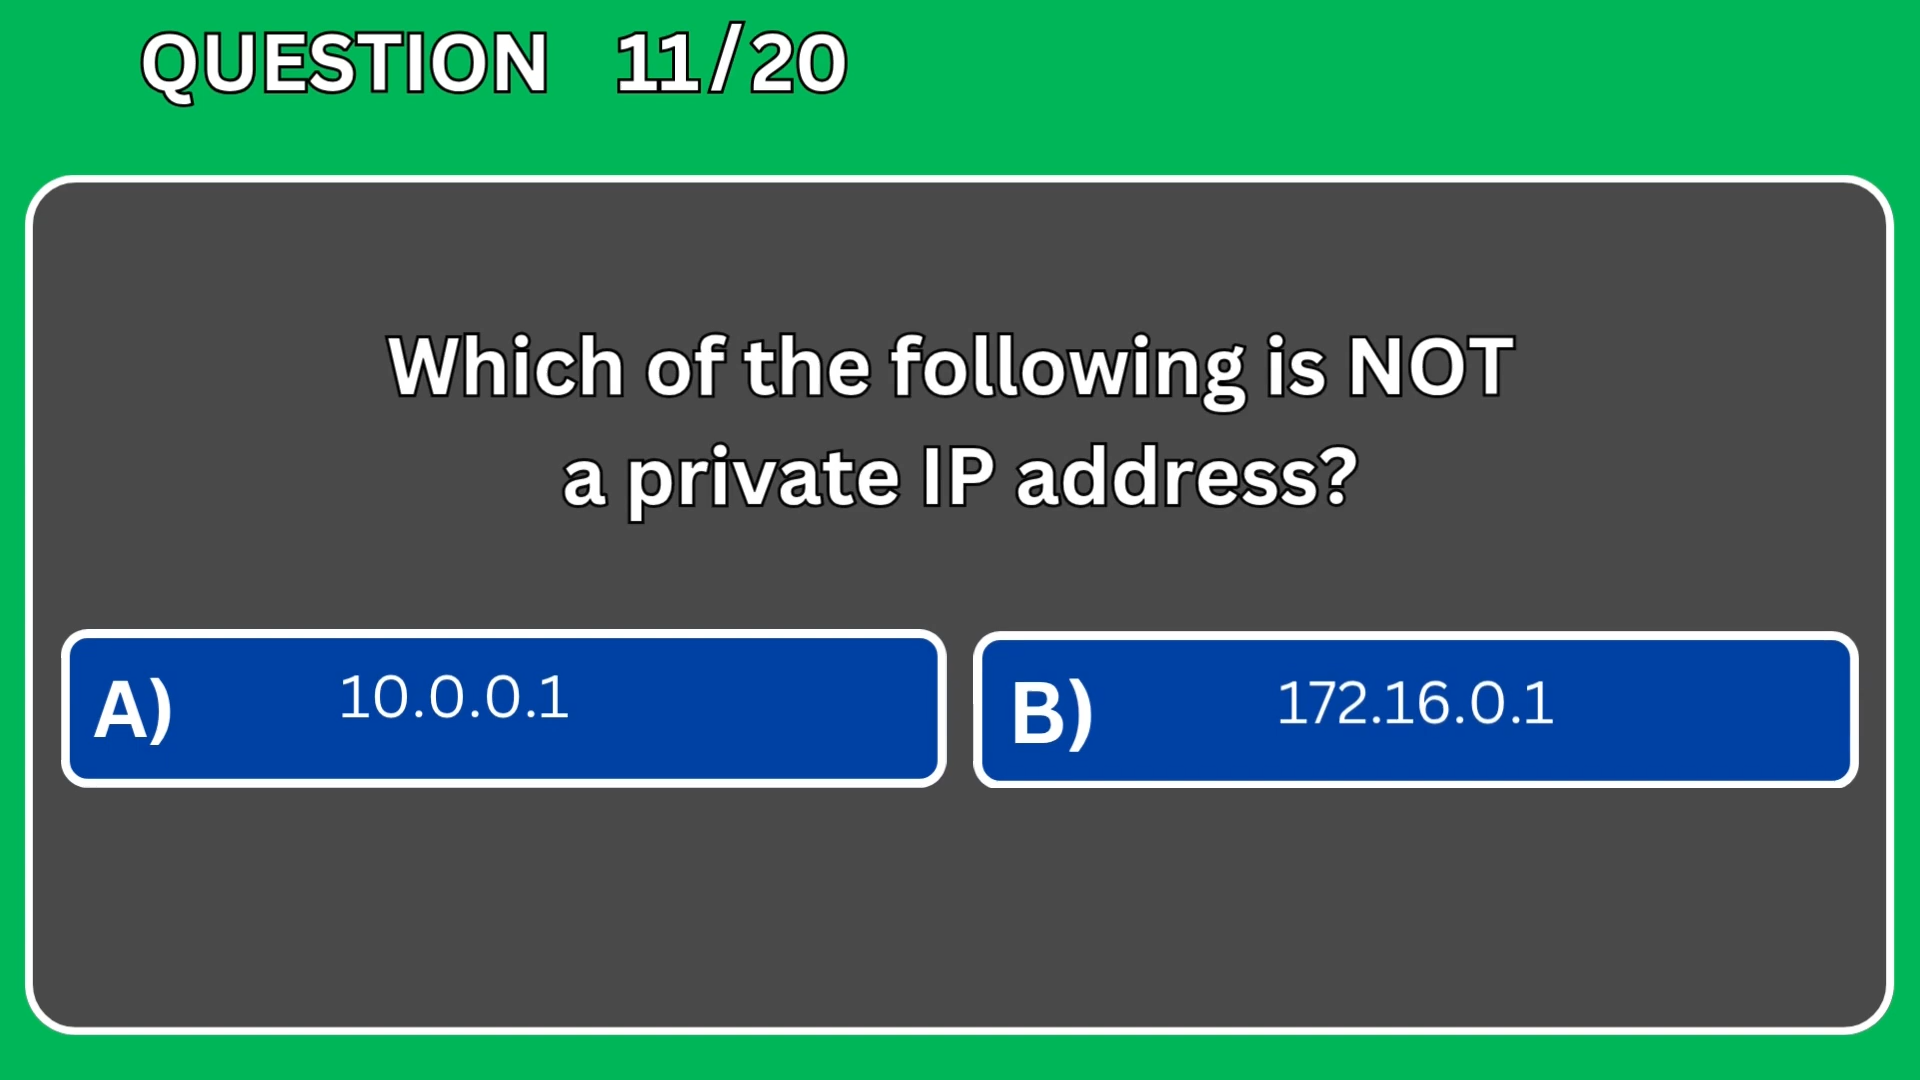 QUESTION 11/20
Which of the following is NOT
a private IP address?
A) 10.0.0.1
B) 172.16.0.1